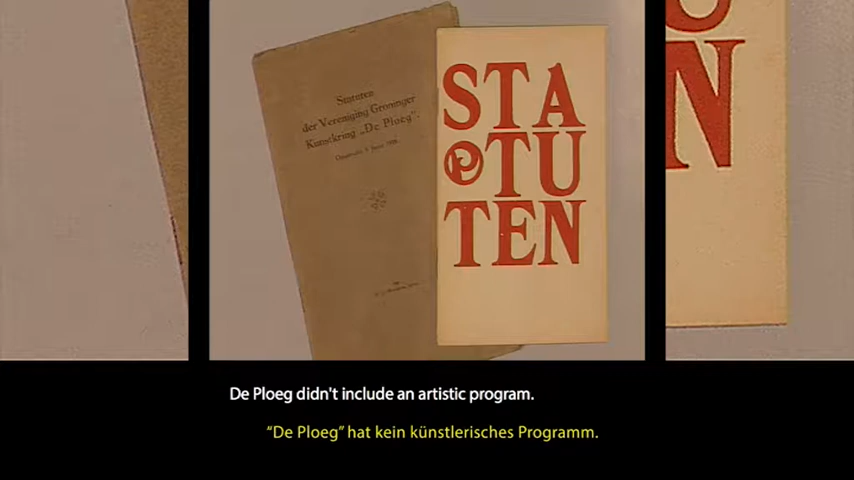 Statuten
der Vereniging Groninger
Kunstkring „De Ploeg”.
STA
TU
TEN
U
N
De Ploeg didn't include an artistic program.
“De Ploeg” hat kein künstlerisches Programm.